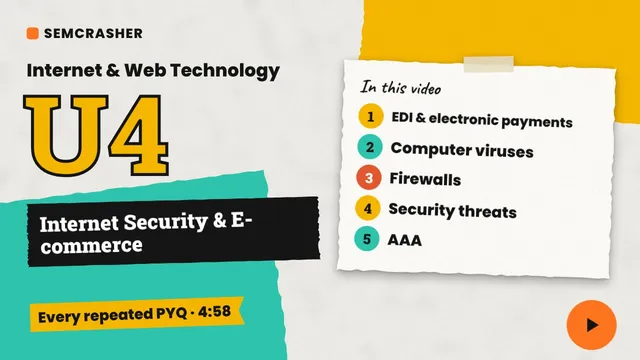 SEMCRASHER
Internet & Web Technology
U4
Internet Security & E-
commerce
Every repeated PYQ · 4:58
In this video
1 EDI & electronic payments
2 Computer viruses
3 Firewalls
4 Security threats
5 AAA